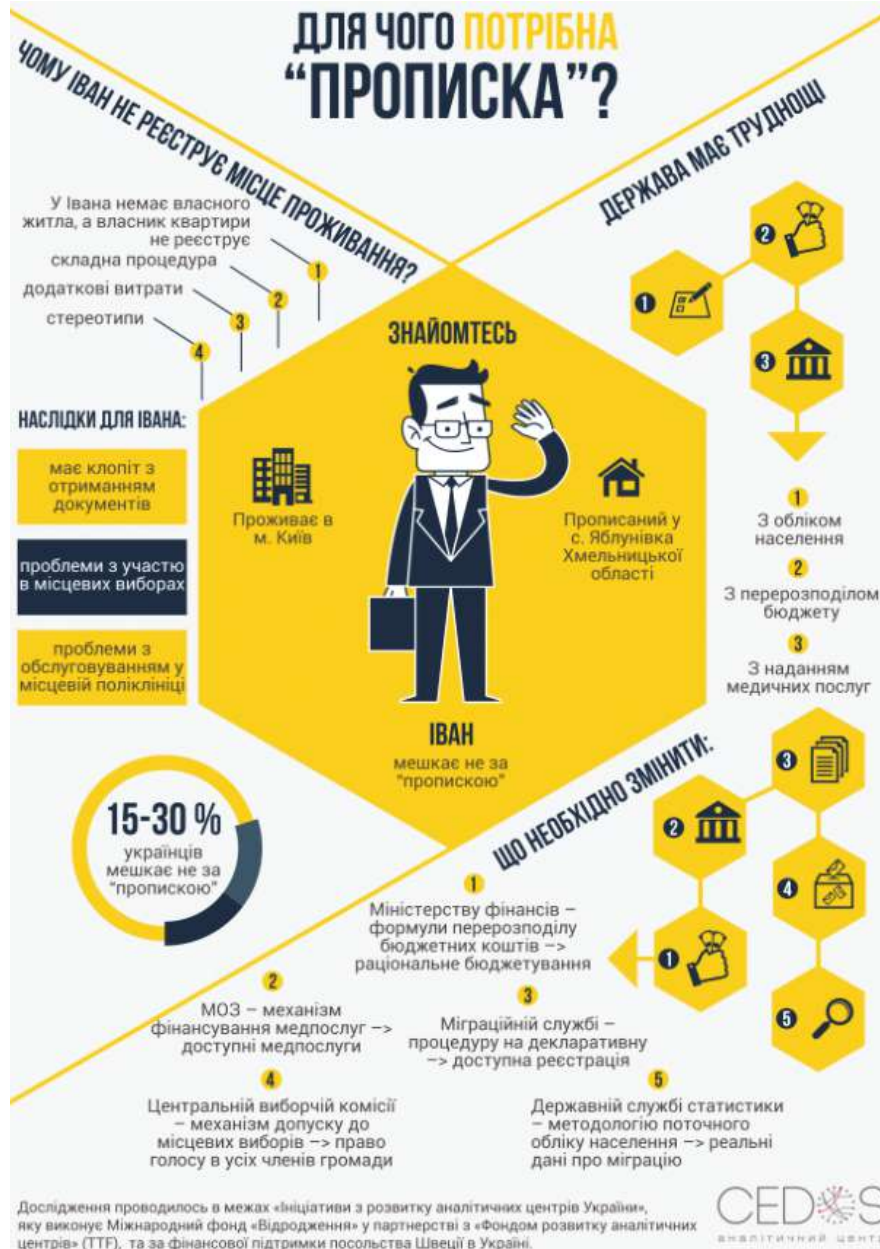 ДЛЯ ЧОГО ПОТРІБНА
“ПРОПИСКА”?
ЧОМУ ІВАН НЕ РЕЄСТРУЄ МІСЦЕ ПРОЖИВАННЯ?
У Івана немає власного
житла, а власник квартири
не реєструє
складна процедура
додаткові витрати
стереотипи
1
2
3
4
ДЕРЖАВА МАЄ ТРУДНОЩІ
2
1
3
1
З обліком
населення
2
З перерозподілом
бюджету
3
З наданням
медичних послуг
ЗНАЙОМТЕСЬ
Проживає в
м. Київ
Прописаний у
с. Яблунівка
Хмельницької
області
ІВАН
мешкає не за
“пропискою”
НАСЛІДКИ ДЛЯ ІВАНА:
має клопіт з
отриманням
документів
проблеми з участю
в місцевих виборах
проблеми з
обслуговуванням у
місцевій поліклініці
15-30 %
українців
мешкає не за
“пропискою”
ЩО НЕОБХІДНО ЗМІНИТИ:
3
2
4
1
5
1
Міністерству фінансів –
формули перерозподілу
бюджетних коштів –>
раціональне бюджетування
2
МОЗ – механізм
фінансування медпослуг –>
доступні медпослуги
3
Міграційній службі –
процедуру на декларативну
–> доступна реєстрація
4
Центральній виборчій комісії
– механізм допуску до
місцевих виборів –> право
голосу в усіх членів громади
5
Державній службі статистики
– методологію поточного
обліку населення –> реальні
дані про міграцію
Дослідження проводилось в межах «Ініціативи з розвитку аналітичних центрів України»,
яку виконує Міжнародний фонд «Відродження» у партнерстві з «Фондом розвитку аналітичних
центрів» (TTF), та за фінансової підтримки посольства Швеції в Україні.
CEDOS
аналітичний центр